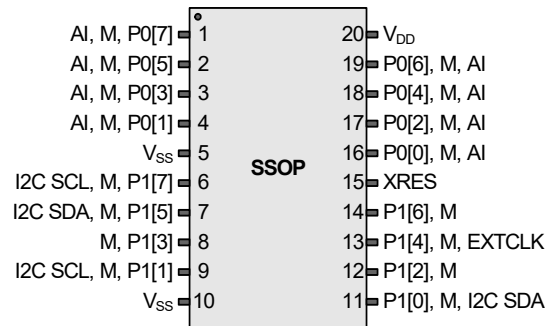 AI, M, P0[7] 1 20 VDD
AI, M, P0[5] 2 19 P0[6], M, AI
AI, M, P0[3] 3 18 P0[4], M, AI
AI, M, P0[1] 4 17 P0[2], M, AI
VSS 5 16 P0[0], M, AI
SSOP
I2C SCL, M, P1[7] 6 15 XRES
I2C SDA, M, P1[5] 7 14 P1[6], M
M, P1[3] 8 13 P1[4], M, EXTCLK
I2C SCL, M, P1[1] 9 12 P1[2], M
VSS 10 11 P1[0], M, I2C SDA